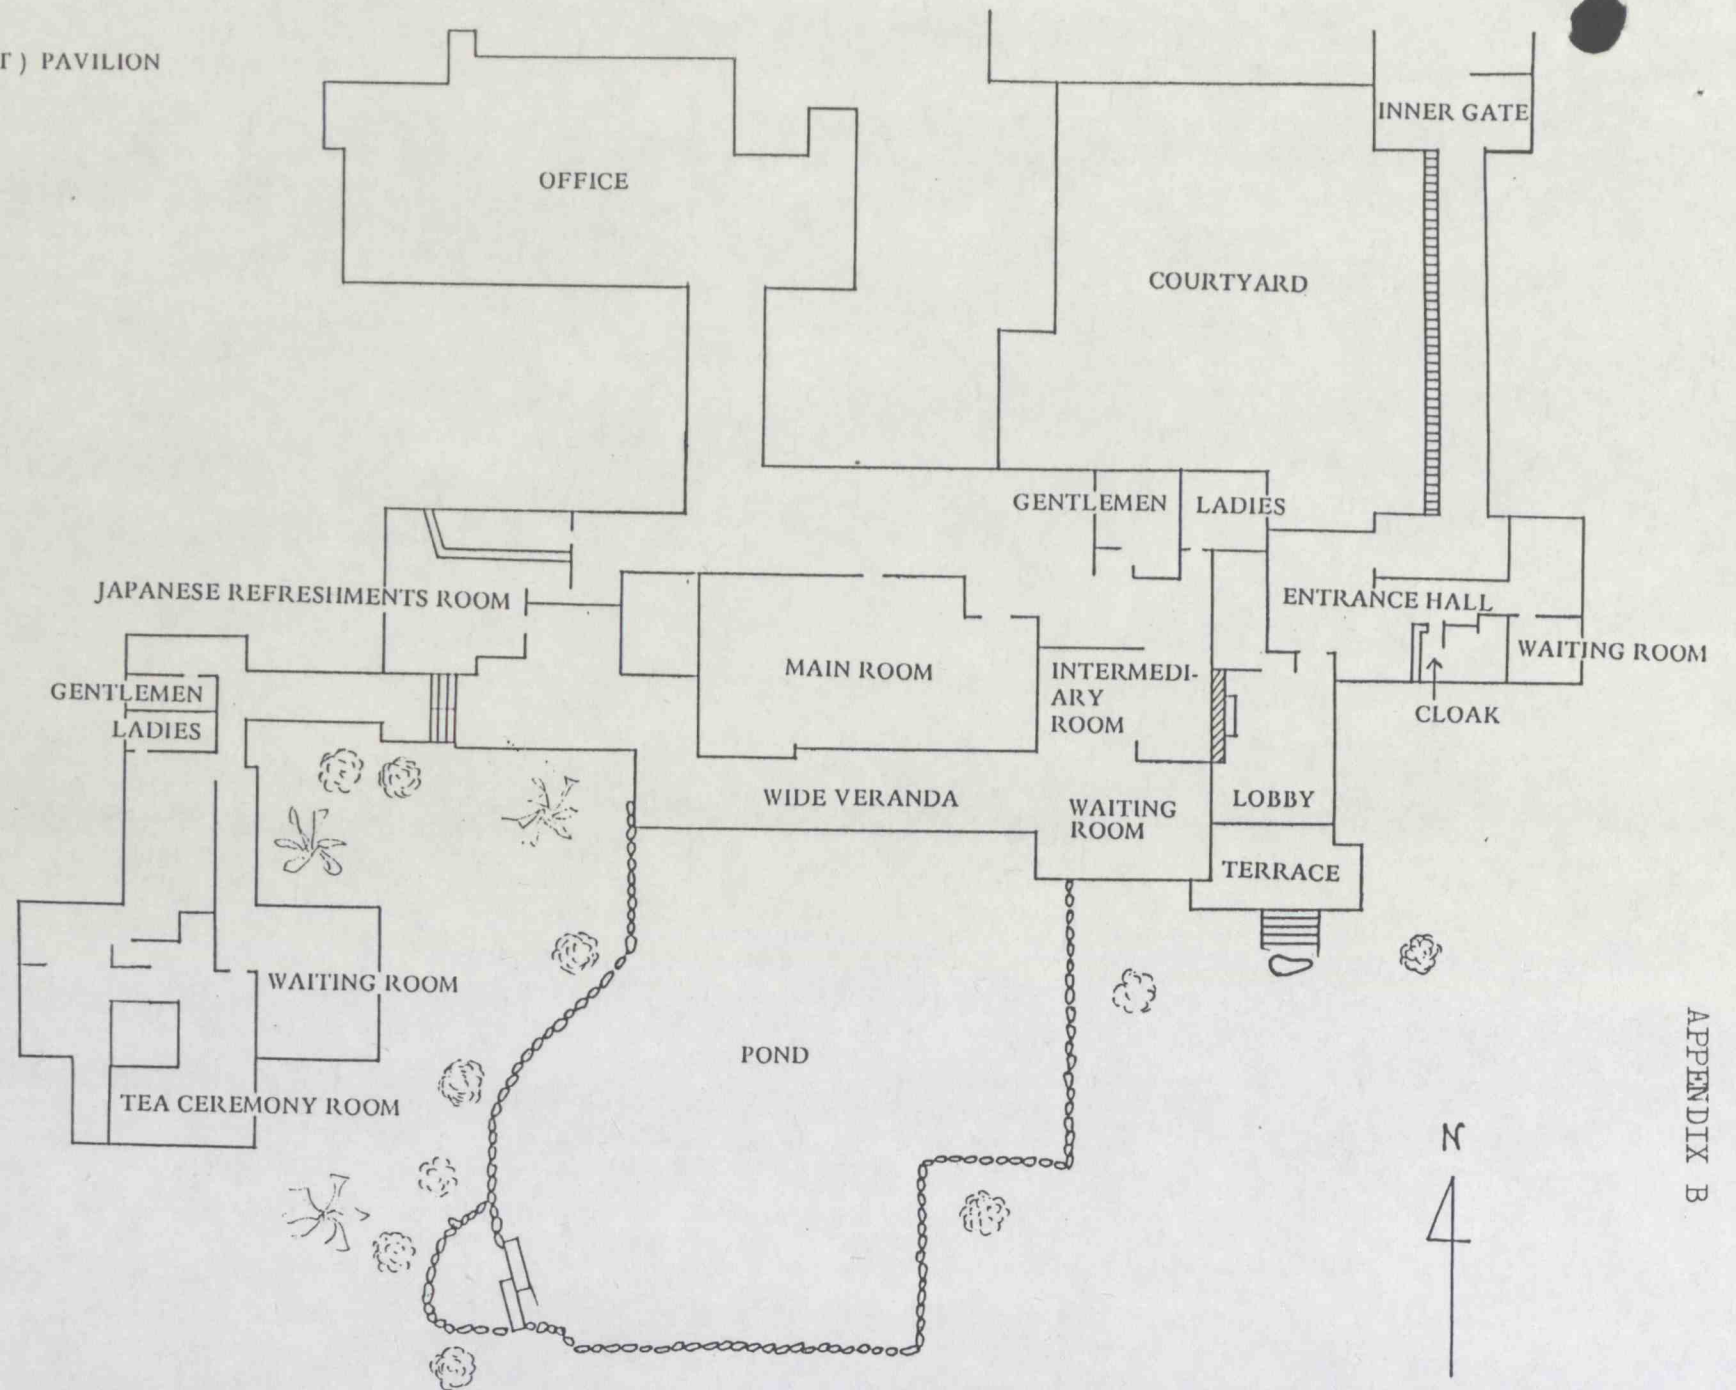 T ) PAVILION
INNER GATE
OFFICE
COURTYARD
GENTLEMEN
LADIES
JAPANESE REFRESHMENTS ROOM
ENTRANCE HALL
MAIN ROOM
INTERMEDI-
ARY
ROOM
WAITING ROOM
GENTLEMEN
LADIES
CLOAK
WIDE VERANDA
WAITING
ROOM
LOBBY
TERRACE
WAITING ROOM
POND
TEA CEREMONY ROOM
N
APPENDIX B